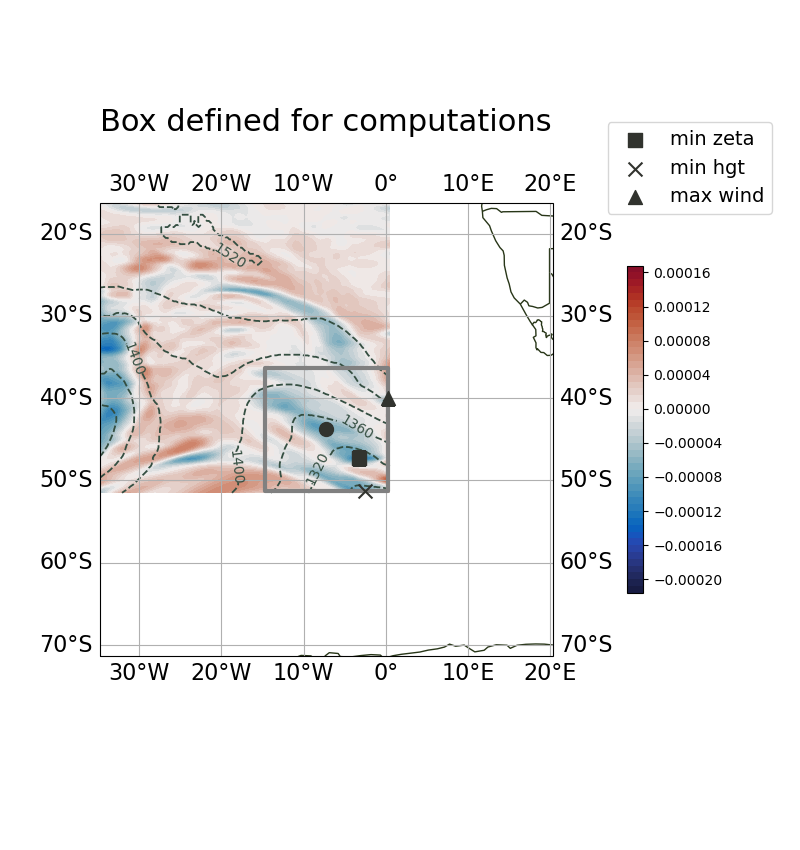 Box defined for computations
min zeta
min hgt
max wind
30°W 20°W 10°W 0° 10°E 20°E
20°S 20°S
30°S 30°S
40°S 40°S
50°S 50°S
60°S 60°S
70°S 70°S
30°W 20°W 10°W 0° 10°E 20°E
1520
1400
1360
1400
1320
0.00016
0.00012
0.00008
0.00004
0.00000
−0.00004
−0.00008
−0.00012
−0.00016
−0.00020